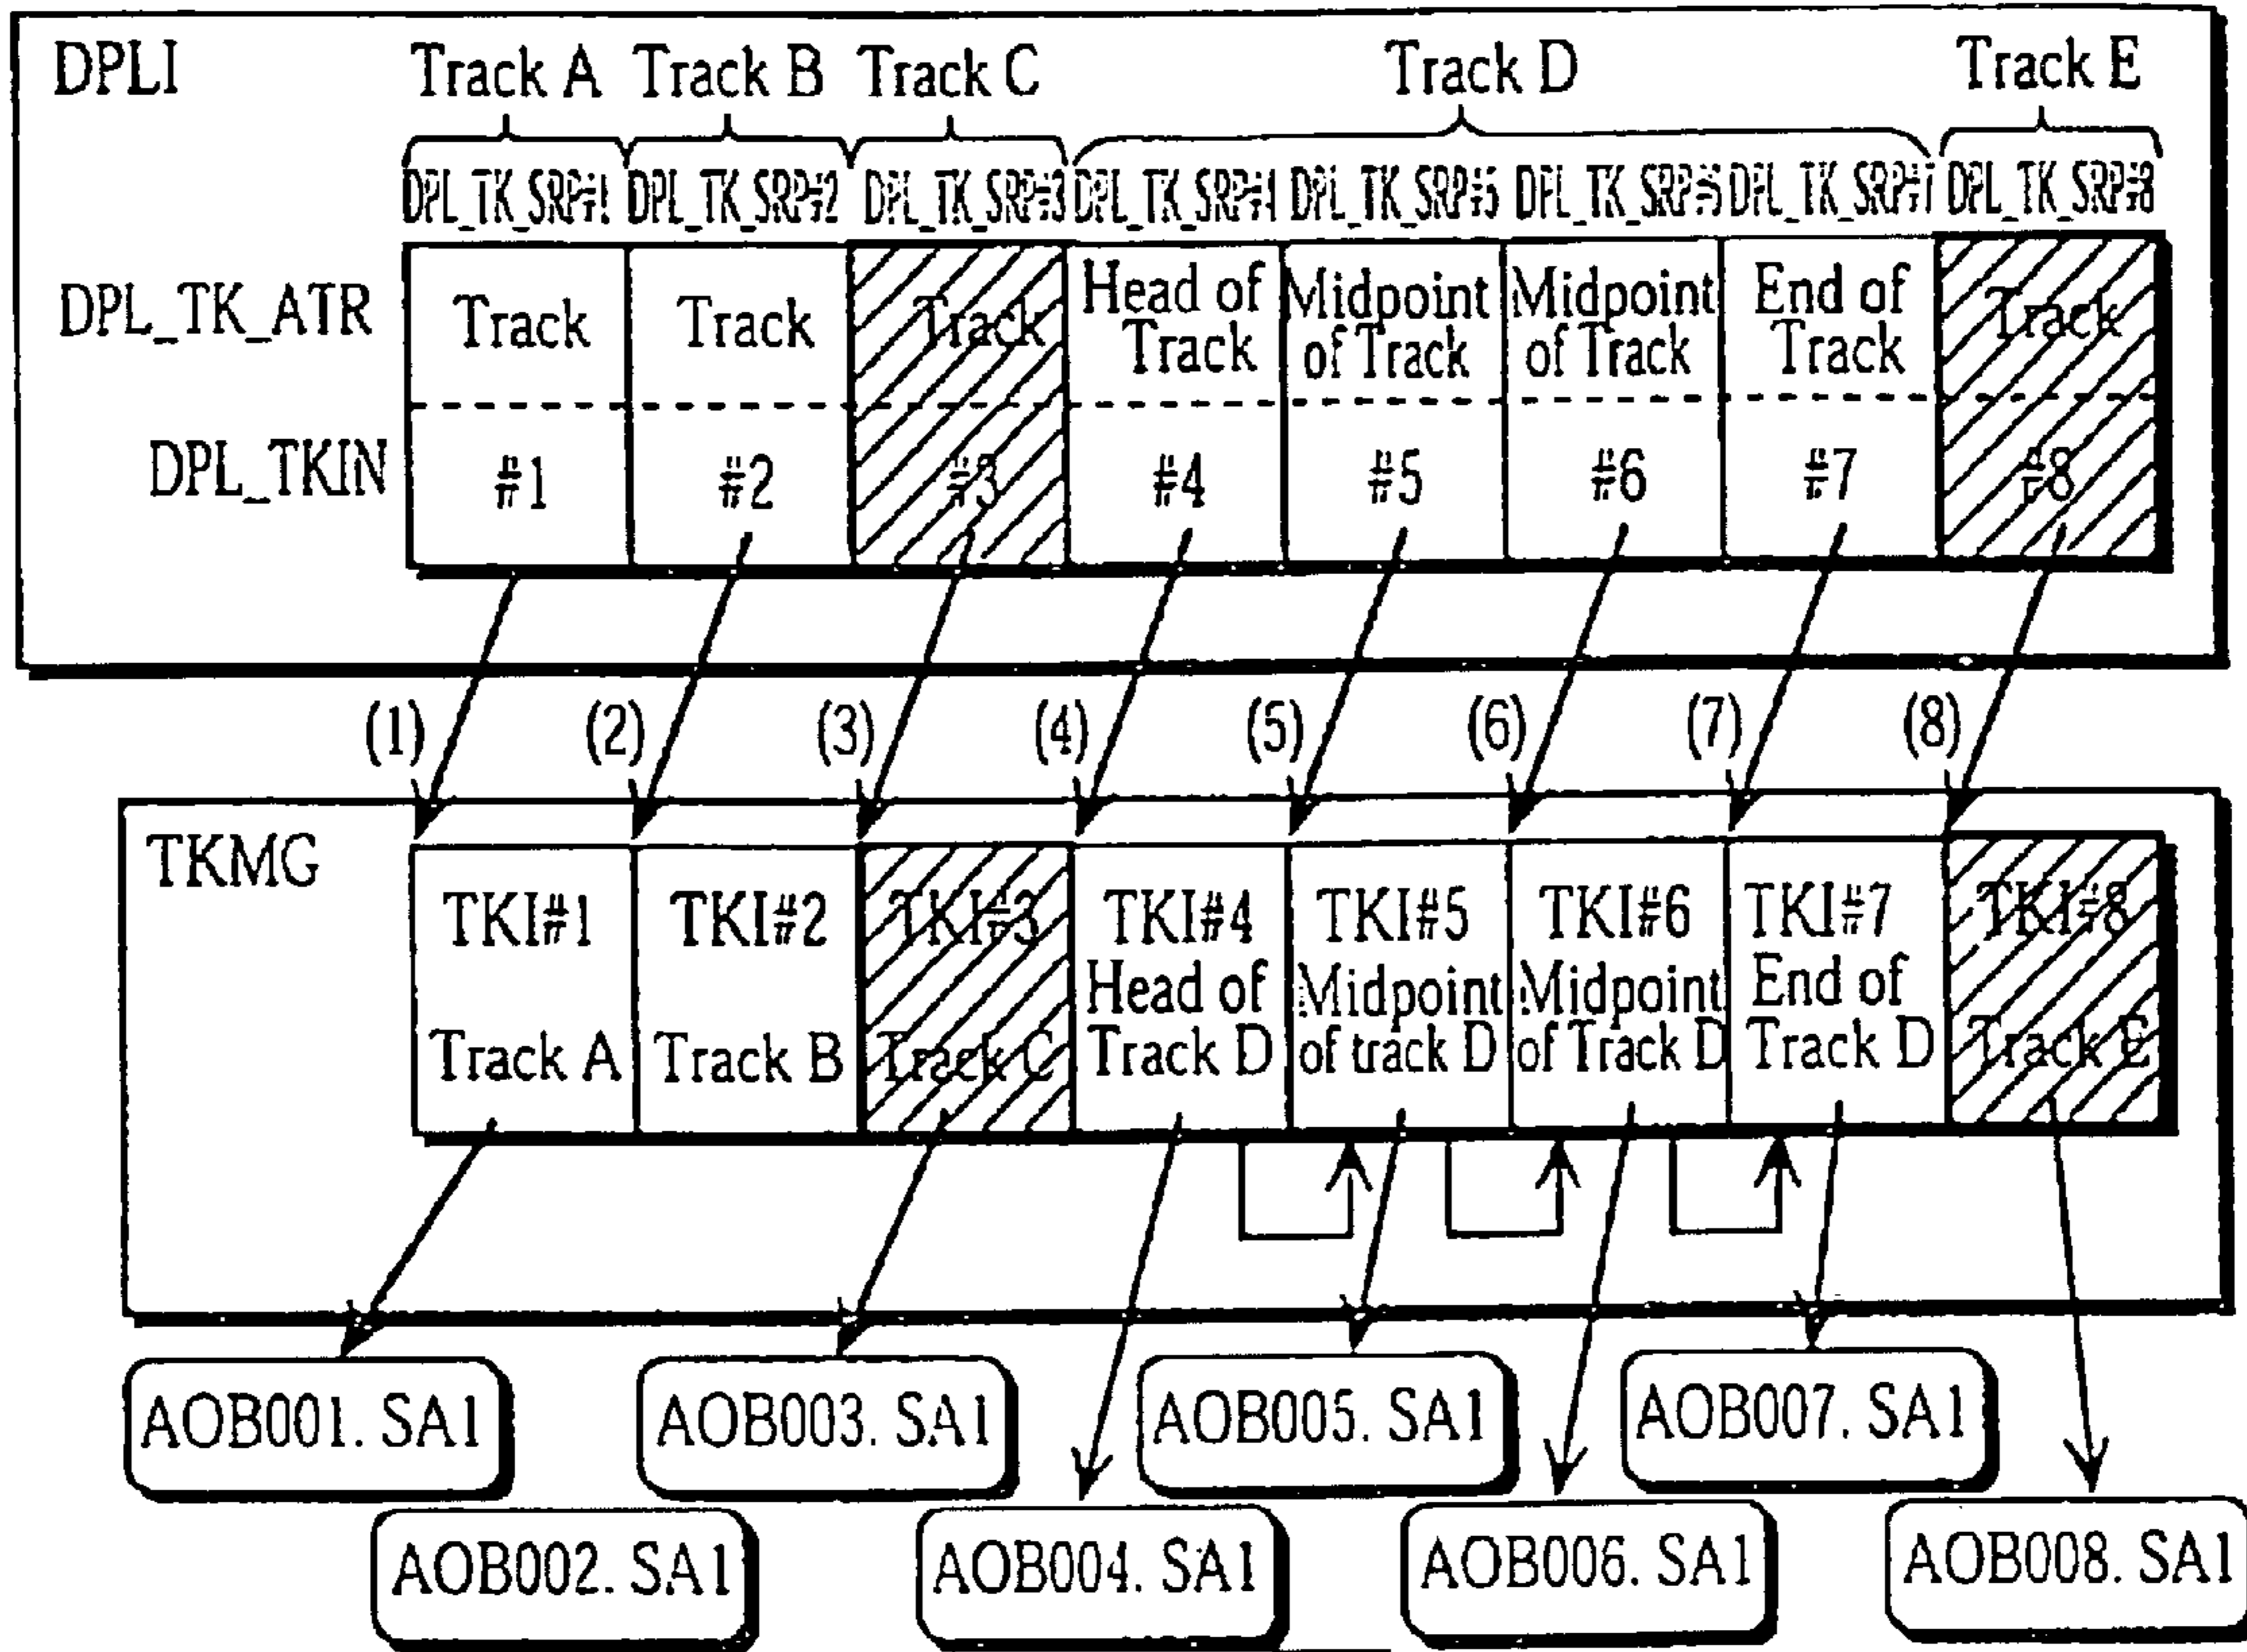 DPLI
Track A Track B Track C Track D Track E
DPL_TK_SRP#1 DPL_TK_SRP#2 DPL_TK_SRP#3 DPL_TK_SRP#4 DPL_TK_SRP#5 DPL_TK_SRP#6 DPL_TK_SRP#7 DPL_TK_SRP#8
DPL_TK_ATR
Track
Track
Track
Head of
Track
Midpoint
of Track
Midpoint
of Track
End of
Track
Track
DPL_TKIN #1 #2 #3 #4 #5 #6 #7 #8
(1) (2) (3) (4) (5) (6) (7) (8)
TKMG
TKI#1
Track A
TKI#2
Track B
TKI#3
Track C
TKI#4
Head of
Track D
TKI#5
Midpoint
of track D
TKI#6
Midpoint
of Track D
TKI#7
End of
Track D
TKI#8
Track E
AOB001. SA1 AOB003. SA1 AOB005. SA1 AOB007. SA1
AOB002. SA1 AOB004. SA1 AOB006. SA1 AOB008. SA1